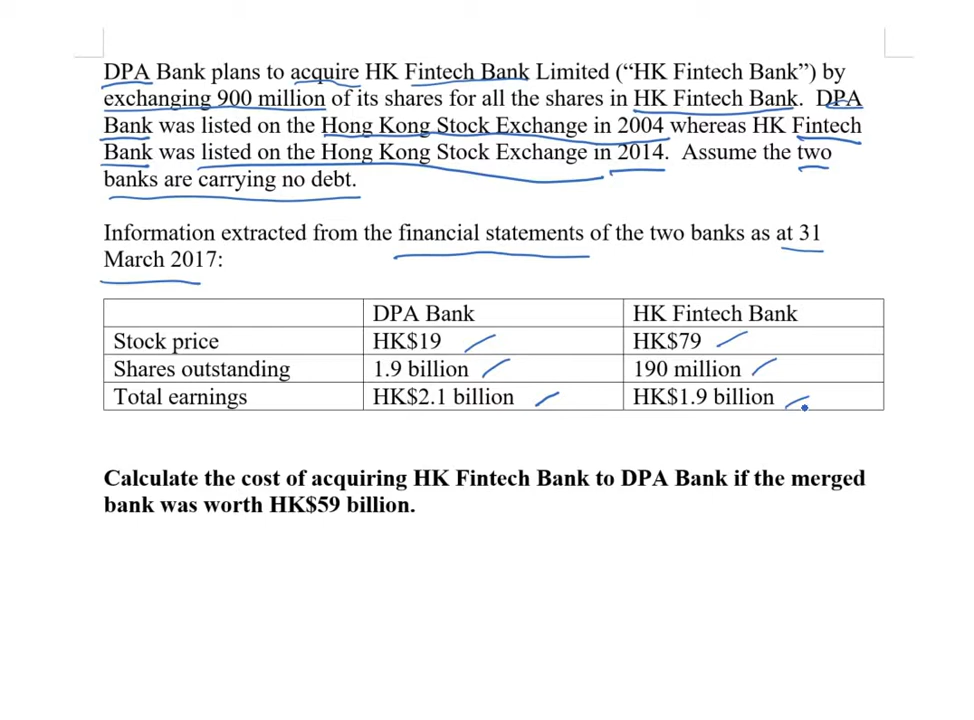 DPA Bank plans to acquire HK Fintech Bank Limited (“HK Fintech Bank”) by
exchanging 900 million of its shares for all the shares in HK Fintech Bank. DPA
Bank was listed on the Hong Kong Stock Exchange in 2004 whereas HK Fintech
Bank was listed on the Hong Kong Stock Exchange in 2014. Assume the two
banks are carrying no debt.
Information extracted from the financial statements of the two banks as at 31
March 2017:
DPA Bank HK Fintech Bank
Stock price HK$19 HK$79
Shares outstanding 1.9 billion 190 million
Total earnings HK$2.1 billion HK$1.9 billion
Calculate the cost of acquiring HK Fintech Bank to DPA Bank if the merged
bank was worth HK$59 billion.